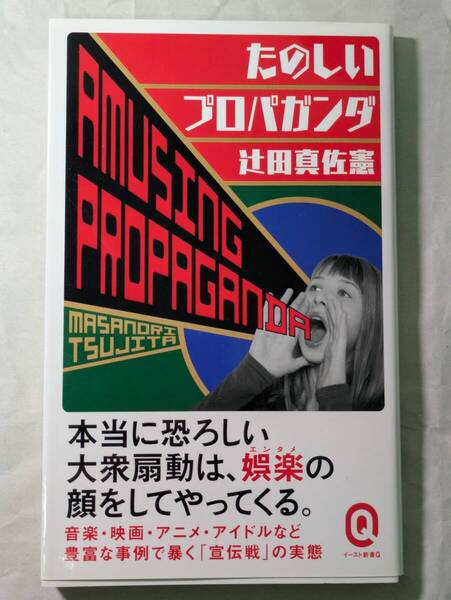 たのしい
プロパガンダ
辻田真佐憲
AMUSING
PROPAGANDA
MASANORI
TSUJITA
本当に恐ろしい
エンタメ
大衆扇動は、娯楽の
顔をしてやってくる。
音楽・映画・アニメ・アイドルなど
豊富な事例で暴く「宣伝戦」の実態
Q
イースト新書Q